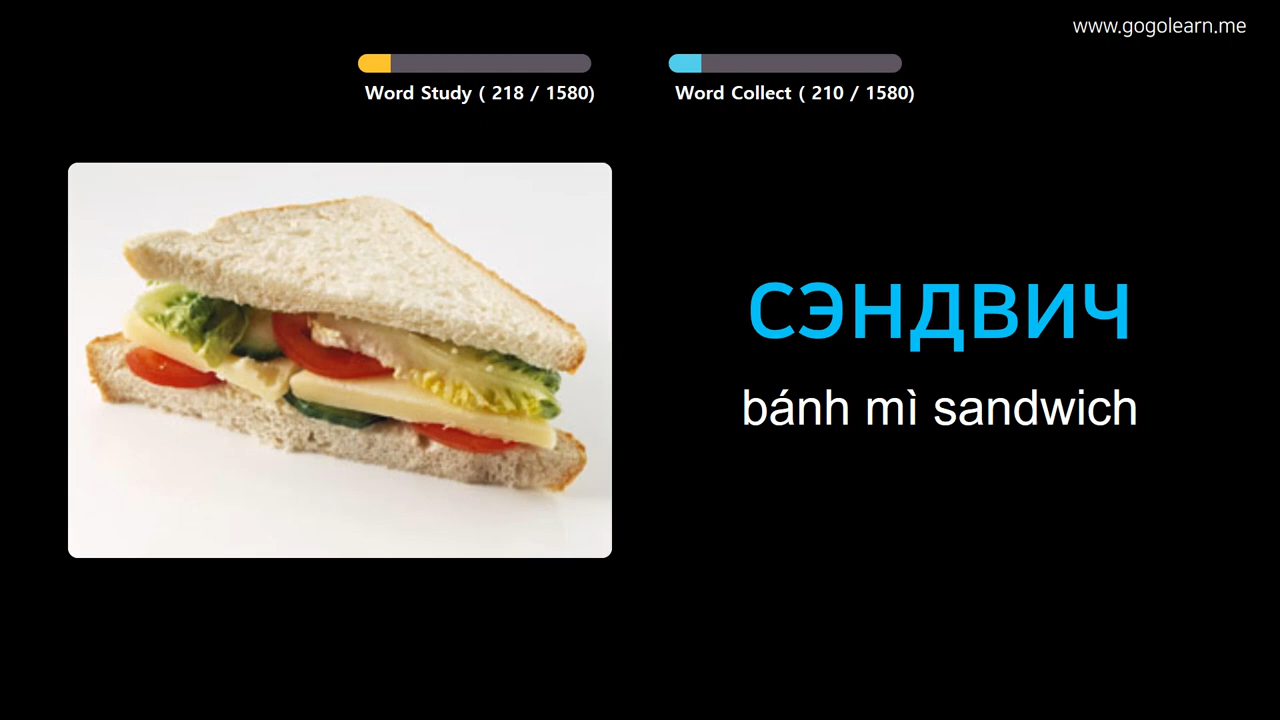 www.gogolearn.me
Word Study ( 218 / 1580)
Word Collect ( 210 / 1580)
сэндвич
bánh mì sandwich